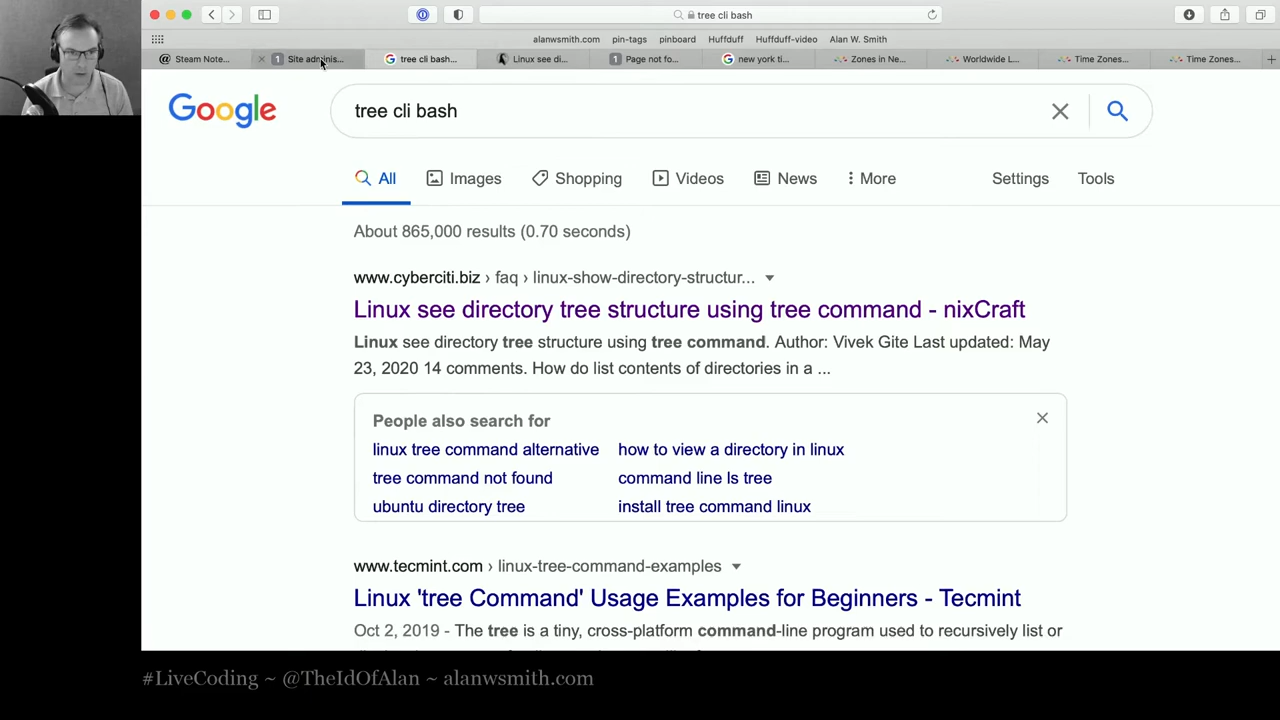 tree cli bash
alanwsmith.com pin-tags pinboard Huffduff Huffduff-video Alan W. Smith
@ Steam Note... 1 Site adminis... tree cli bash... Linux see di... 1 Page not fo... new york ti... Zones in Ne... Worldwide L... Time Zones... Time Zones...
Google
tree cli bash
All Images Shopping Videos News More Settings Tools
About 865,000 results (0.70 seconds)
www.cyberciti.biz › faq › linux-show-directory-structur...
Linux see directory tree structure using tree command - nixCraft
Linux see directory tree structure using tree command. Author: Vivek Gite Last updated: May
23, 2020 14 comments. How do list contents of directories in a ...
People also search for
linux tree command alternative how to view a directory in linux
tree command not found command line ls tree
ubuntu directory tree install tree command linux
www.tecmint.com › linux-tree-command-examples
Linux 'tree Command' Usage Examples for Beginners - Tecmint
Oct 2, 2019 - The tree is a tiny, cross-platform command-line program used to recursively list or
#LiveCoding ~ @TheIdOfAlan ~ alanwsmith.com